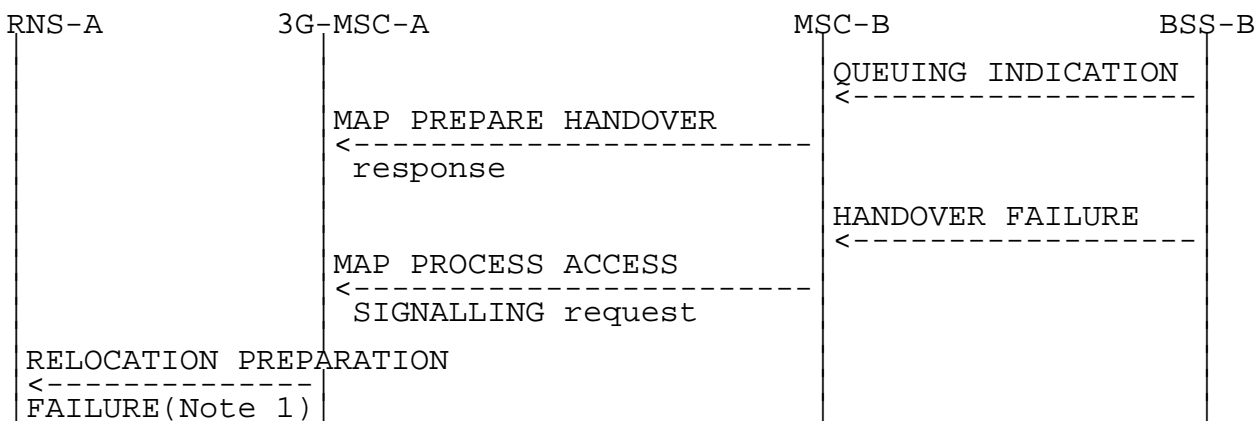 RNS-A 3G-MSC-A MSC-B BSS-B
QUEUING INDICATION
MAP PREPARE HANDOVER
response
HANDOVER FAILURE
MAP PROCESS ACCESS
SIGNALLING request
RELOCATION PREPARATION
FAILURE(Note 1)